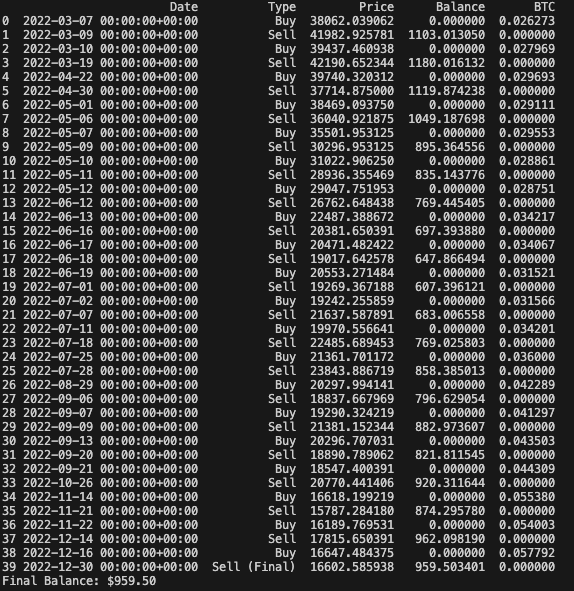 Date Type Price Balance BTC
0 2022-03-07 00:00:00+00:00 Buy 38062.039062 0.000000 0.026273
1 2022-03-09 00:00:00+00:00 Sell 41982.925781 1103.013050 0.000000
2 2022-03-10 00:00:00+00:00 Buy 39437.460938 0.000000 0.027969
3 2022-03-19 00:00:00+00:00 Sell 42190.652344 1180.016132 0.000000
4 2022-04-22 00:00:00+00:00 Buy 39740.320312 0.000000 0.029693
5 2022-04-30 00:00:00+00:00 Sell 37714.875000 1119.874238 0.000000
6 2022-05-01 00:00:00+00:00 Buy 38469.093750 0.000000 0.029111
7 2022-05-06 00:00:00+00:00 Sell 36040.921875 1049.187698 0.000000
8 2022-05-07 00:00:00+00:00 Buy 35501.953125 0.000000 0.029553
9 2022-05-09 00:00:00+00:00 Sell 30296.953125 895.364556 0.000000
10 2022-05-10 00:00:00+00:00 Buy 31022.906250 0.000000 0.028861
11 2022-05-11 00:00:00+00:00 Sell 28936.355469 835.143776 0.000000
12 2022-05-12 00:00:00+00:00 Buy 29047.751953 0.000000 0.028751
13 2022-06-12 00:00:00+00:00 Sell 26762.648438 769.445405 0.000000
14 2022-06-13 00:00:00+00:00 Buy 22487.388672 0.000000 0.034217
15 2022-06-16 00:00:00+00:00 Sell 20381.650391 697.393880 0.000000
16 2022-06-17 00:00:00+00:00 Buy 20471.482422 0.000000 0.034067
17 2022-06-18 00:00:00+00:00 Sell 19017.642578 647.866494 0.000000
18 2022-06-19 00:00:00+00:00 Buy 20553.271484 0.000000 0.031521
19 2022-07-01 00:00:00+00:00 Sell 19269.367188 607.396121 0.000000
20 2022-07-02 00:00:00+00:00 Buy 19242.255859 0.000000 0.031566
21 2022-07-07 00:00:00+00:00 Sell 21637.587891 683.006558 0.000000
22 2022-07-11 00:00:00+00:00 Buy 19970.556641 0.000000 0.034201
23 2022-07-18 00:00:00+00:00 Sell 22485.689453 769.025803 0.000000
24 2022-07-25 00:00:00+00:00 Buy 21361.701172 0.000000 0.036000
25 2022-07-28 00:00:00+00:00 Sell 23843.886719 858.385013 0.000000
26 2022-08-29 00:00:00+00:00 Buy 20297.994141 0.000000 0.042289
27 2022-09-06 00:00:00+00:00 Sell 18837.667969 796.629054 0.000000
28 2022-09-07 00:00:00+00:00 Buy 19290.324219 0.000000 0.041297
29 2022-09-09 00:00:00+00:00 Sell 21381.152344 882.973607 0.000000
30 2022-09-13 00:00:00+00:00 Buy 20296.707031 0.000000 0.043503
31 2022-09-20 00:00:00+00:00 Sell 18890.789062 821.811545 0.000000
32 2022-09-21 00:00:00+00:00 Buy 18547.400391 0.000000 0.044309
33 2022-10-26 00:00:00+00:00 Sell 20770.441406 920.311644 0.000000
34 2022-11-14 00:00:00+00:00 Buy 16618.199219 0.000000 0.055380
35 2022-11-21 00:00:00+00:00 Sell 15787.284180 874.295780 0.000000
36 2022-11-22 00:00:00+00:00 Buy 16189.769531 0.000000 0.054003
37 2022-12-14 00:00:00+00:00 Sell 17815.650391 962.098190 0.000000
38 2022-12-16 00:00:00+00:00 Buy 16647.484375 0.000000 0.057792
39 2022-12-30 00:00:00+00:00 Sell (Final) 16602.585938 959.503401 0.000000
Final Balance: $959.50